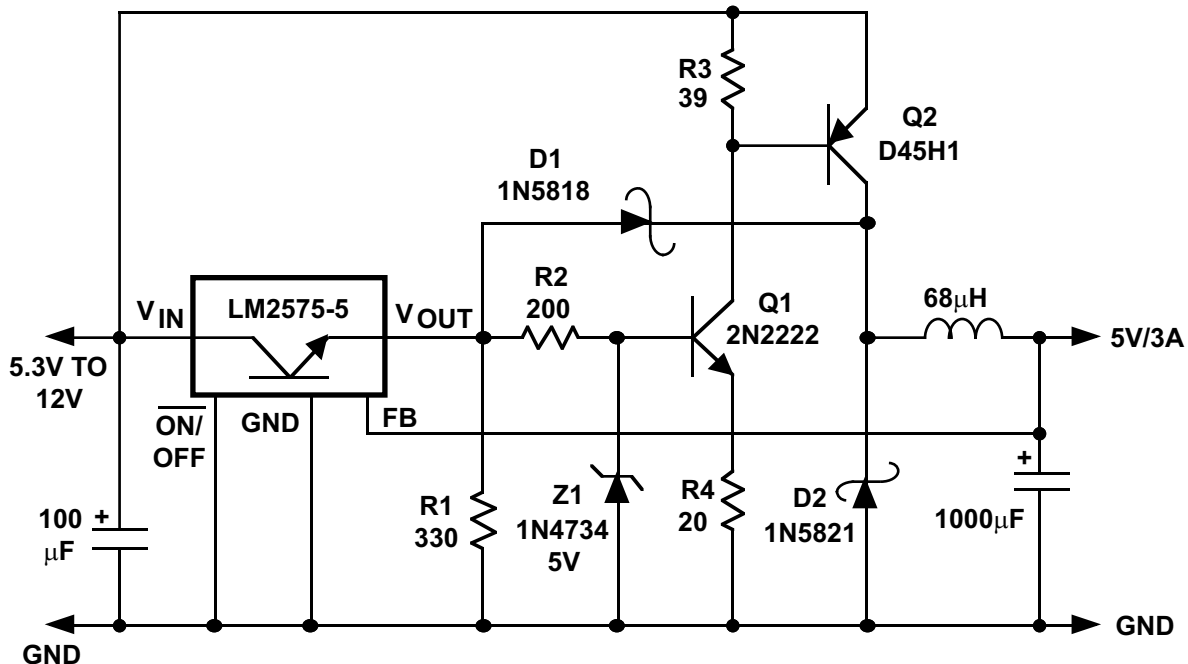 R3
39
Q2
D45H1
D1
1N5818
V IN
LM2575-5
V OUT
R2
200
Q1
2N2222
68μH
5V/3A
5.3V TO
12V
ON/
OFF
GND
FB
100
μF
+
R1
330
Z1
1N4734
5V
R4
20
D2
1N5821
+
1000μF
GND
GND